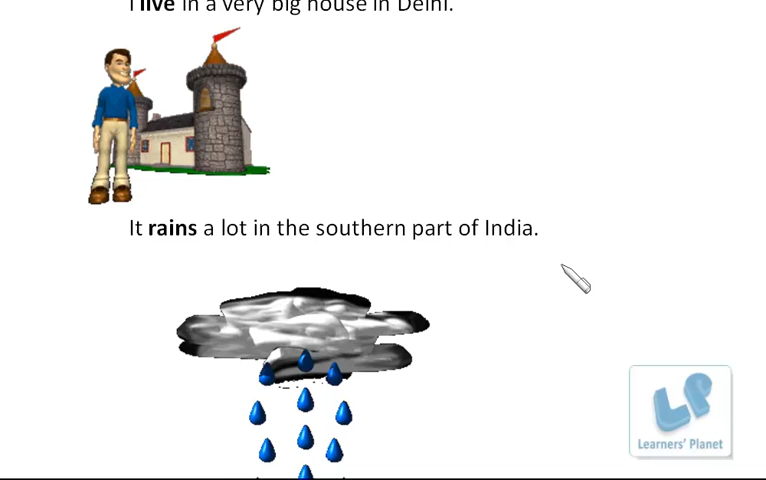 I live in a very big house in Delhi.
It rains a lot in the southern part of India.
LP
Learners' Planet